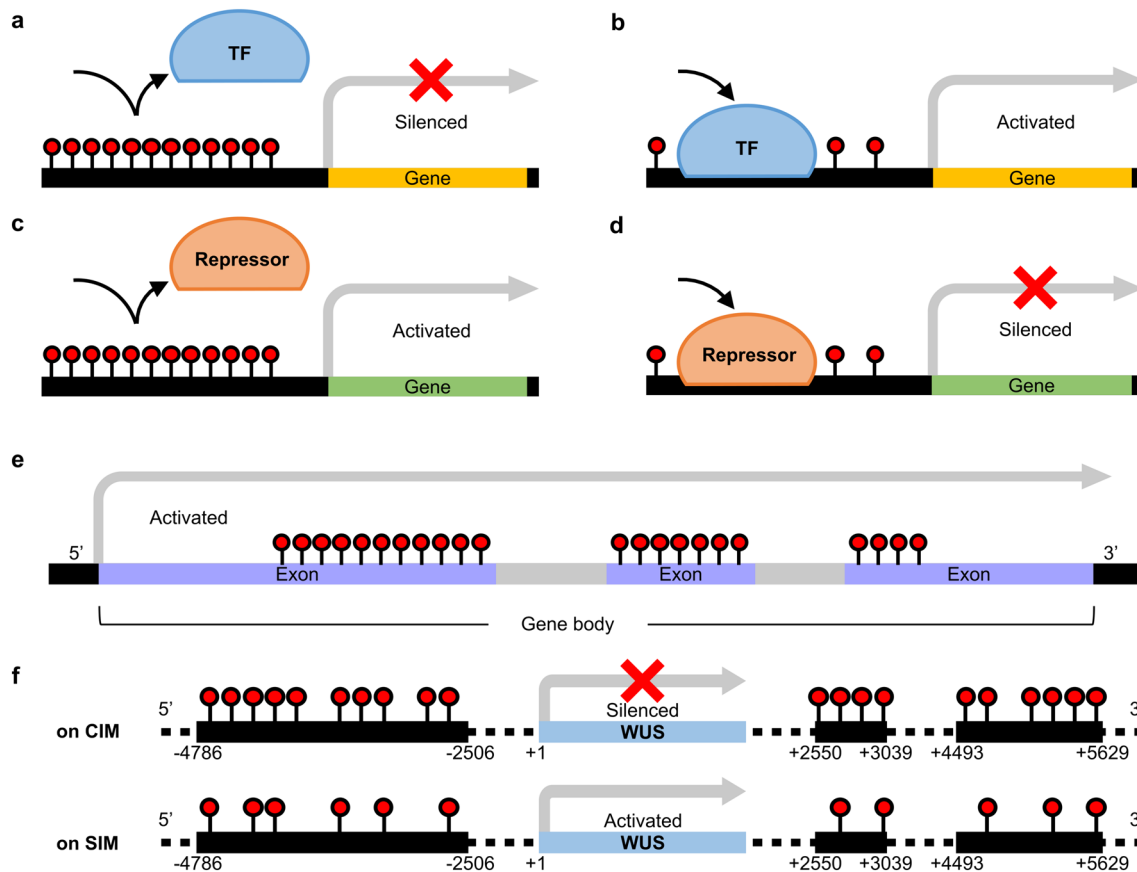 a
TF
Silenced
Gene
b
TF
Activated
Gene
c
Repressor
Activated
Gene
d
Repressor
Silenced
Gene
e
Activated
5’ 3’
Exon Exon Exon
Gene body
f
on CIM
5’ Silenced 3
WUS
-4786 -2506 +1 +2550 +3039 +4493 +5629
on SIM
5’ Activated 3
WUS
-4786 -2506 +1 +2550 +3039 +4493 +5629